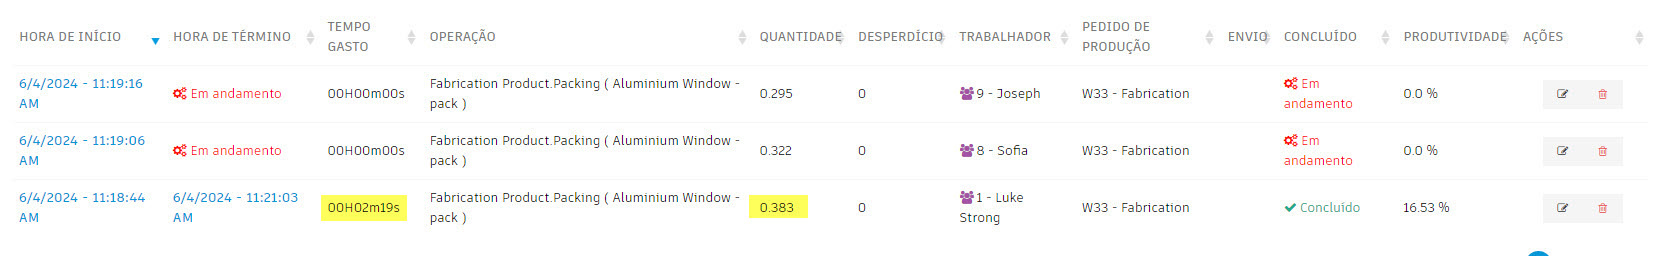 HORA DE INÍCIO HORA DE TÉRMINO TEMPO GASTO OPERAÇÃO QUANTIDADE DESPERDÍCIO TRABALHADOR PEDIDO DE PRODUÇÃO ENVIO CONCLUÍDO PRODUTIVIDADE AÇÕES
6/4/2024 - 11:19:16 AM Em andamento 00H00m00s Fabrication Product.Packing ( Aluminium Window - pack ) 0.295 0 9 - Joseph W33 - Fabrication Em andamento 0.0 %
6/4/2024 - 11:19:06 AM Em andamento 00H00m00s Fabrication Product.Packing ( Aluminium Window - pack ) 0.322 0 8 - Sofia W33 - Fabrication Em andamento 0.0 %
6/4/2024 - 11:18:44 AM 6/4/2024 - 11:21:03 AM 00H02m19s Fabrication Product.Packing ( Aluminium Window - pack ) 0.383 0 1 - Luke Strong W33 - Fabrication Concluído 16.53 %